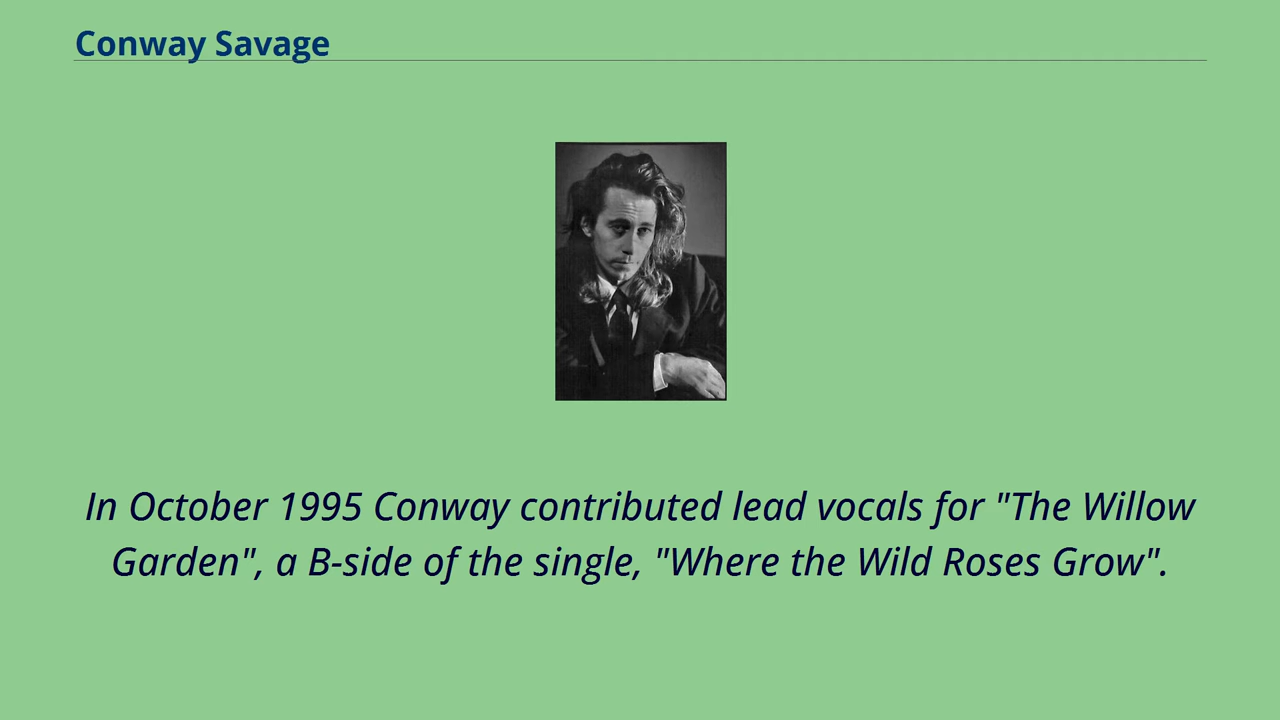 Conway Savage
In October 1995 Conway contributed lead vocals for "The Willow
Garden", a B-side of the single, "Where the Wild Roses Grow".